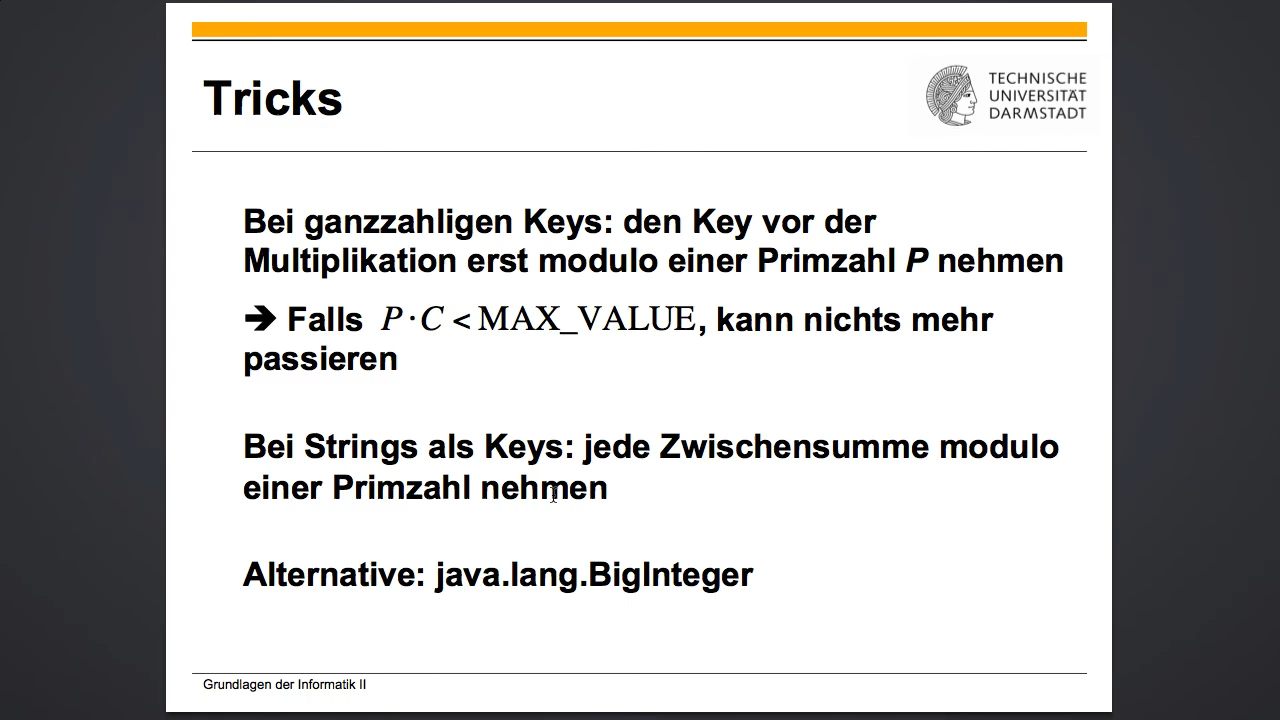 Tricks
TECHNISCHE
UNIVERSITÄT
DARMSTADT
Bei ganzzahligen Keys: den Key vor der
Multiplikation erst modulo einer Primzahl P nehmen
➔ Falls P · C < MAX_VALUE, kann nichts mehr
passieren
Bei Strings als Keys: jede Zwischensumme modulo
einer Primzahl nehmen
Alternative: java.lang.BigInteger
Grundlagen der Informatik II